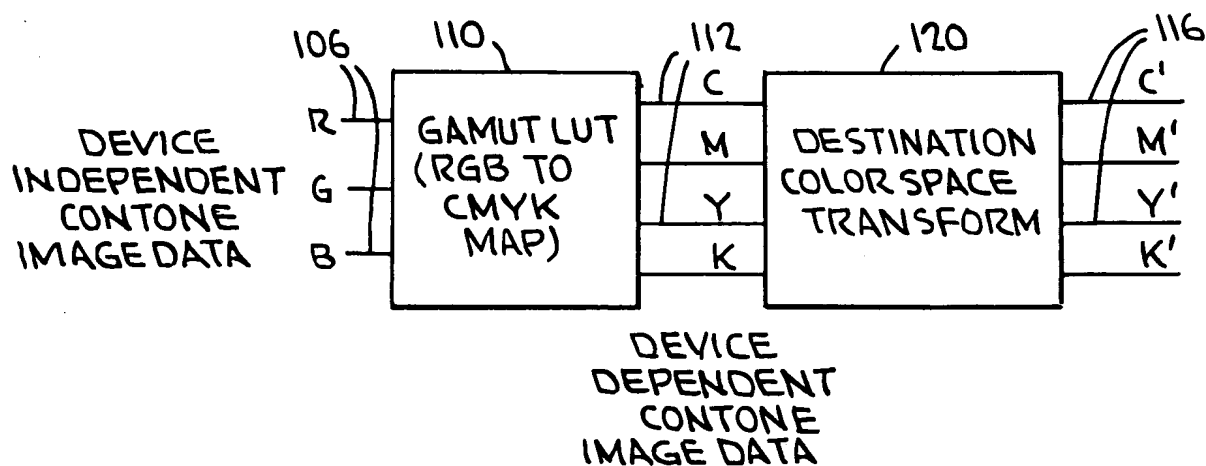 106
110
112
120
116
DEVICE
INDEPENDENT
CONTONE
IMAGE DATA
R
G
B
GAMUT LUT
(RGB TO
CMYK
MAP)
C
M
Y
K
DESTINATION
COLOR SPACE
TRANSFORM
C'
M'
Y'
K'
DEVICE
DEPENDENT
CONTONE
IMAGE DATA